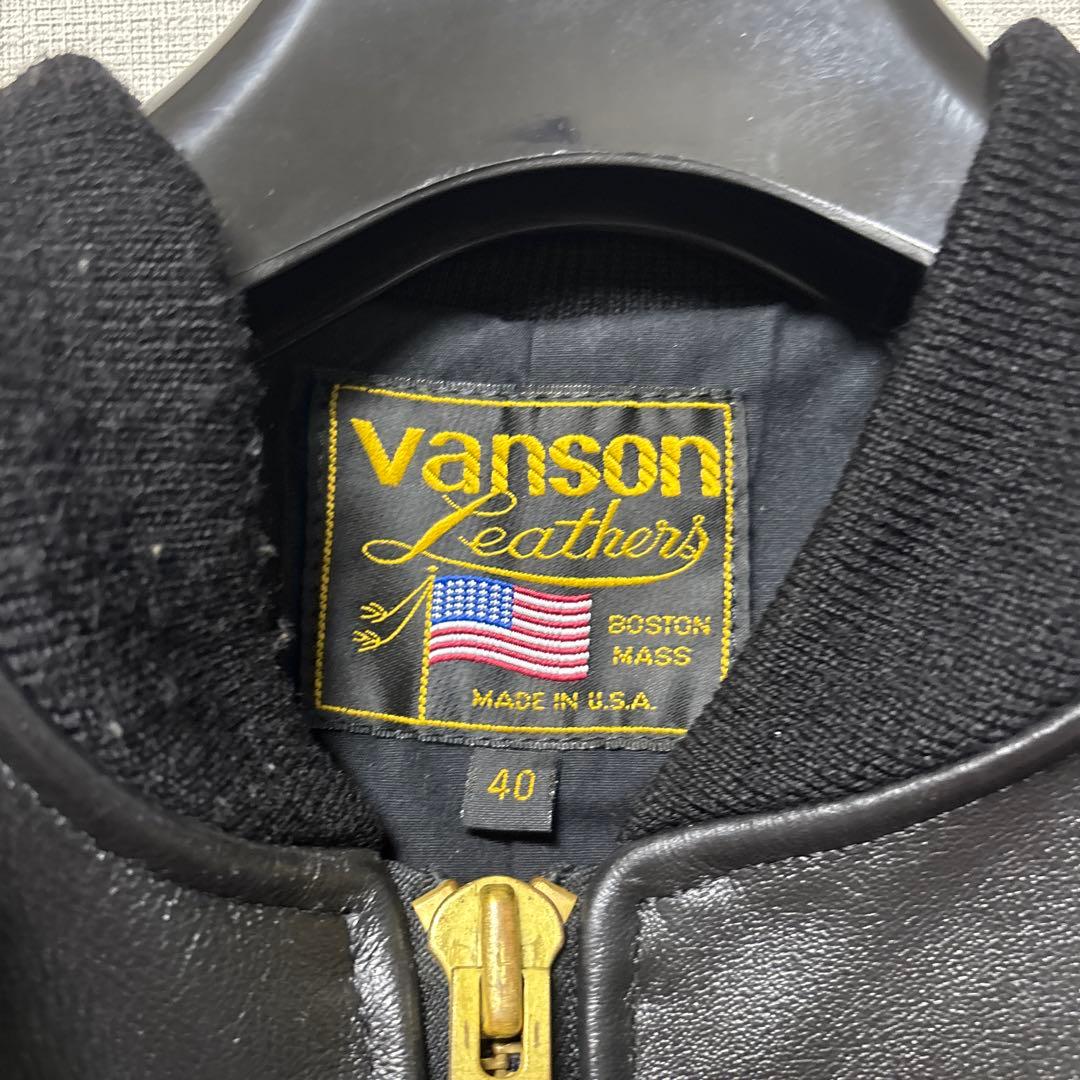 Vanson
Leathers
BOSTON
MASS
MADE IN U.S.A.
40